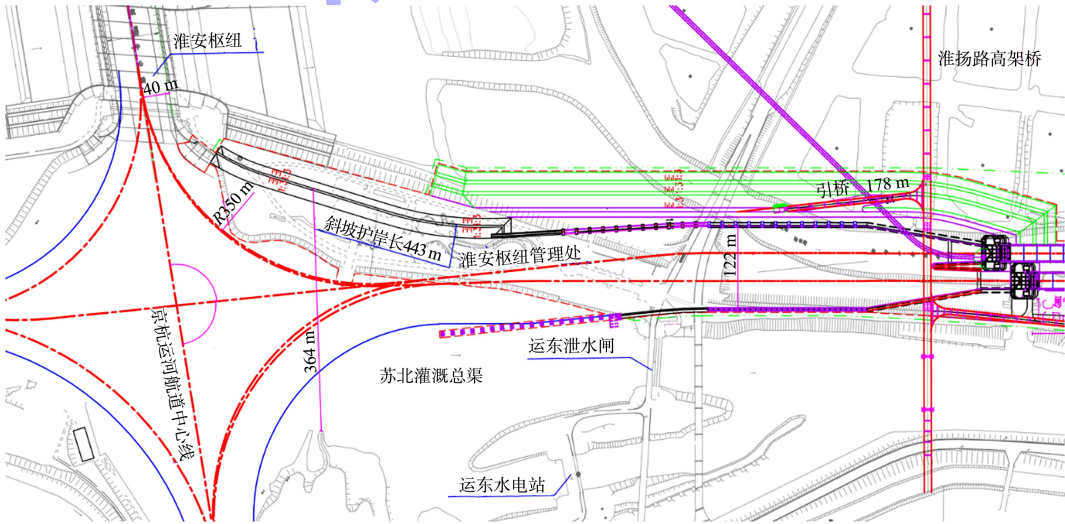 淮安枢纽
淮扬路高架桥
40 m
引桥
178 m
R350 m
斜坡护岸长443 m
淮安枢纽管理处
122 m
京杭运河航道中心线
364 m
运东泄水闸
苏北灌溉总渠
运东水电站